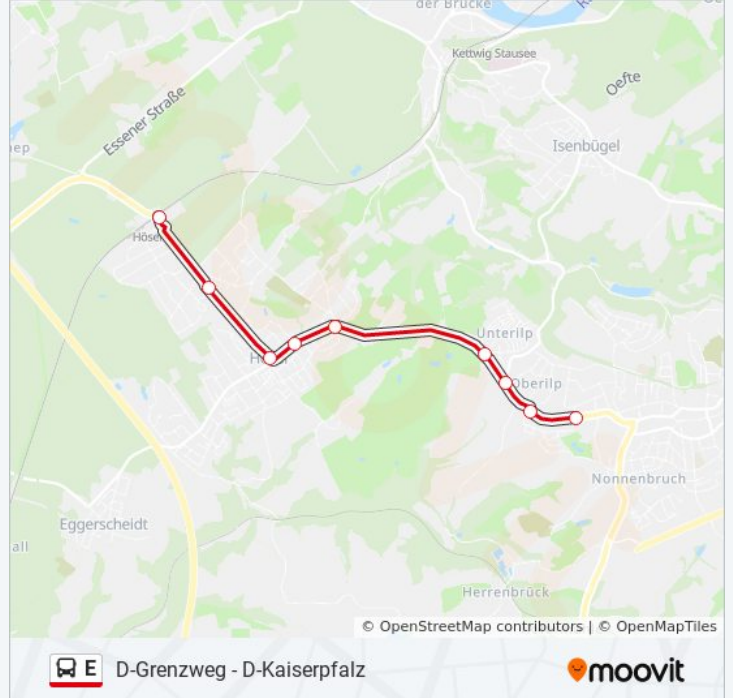 der Brücke
Kettwig Stausee
Oefte
Essener Straße
Isenbügel
Hösel
Unterilp
Oberilp
Nonnenbruch
Eggerscheidt
Herrenbrück
© OpenStreetMap contributors | © OpenMapTiles
E D-Grenzweg - D-Kaiserpfalz
moovit